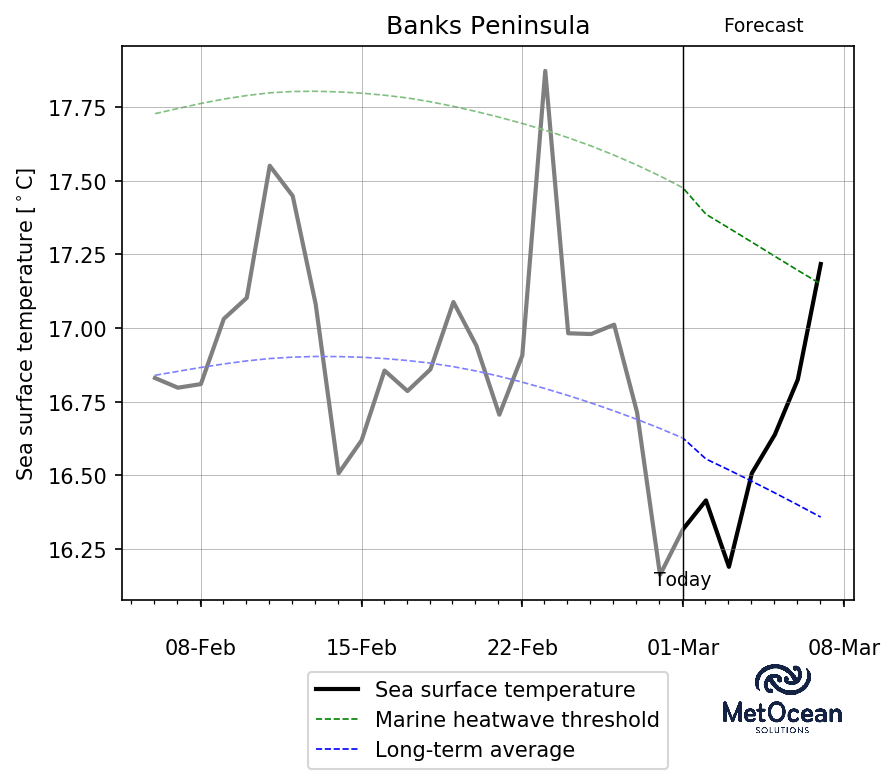 Banks Peninsula
Forecast
17.75
17.50
17.25
17.00
16.75
16.50
16.25
Sea surface temperature [°C]
Today
08-Feb
15-Feb
22-Feb
01-Mar
08-Mar
Sea surface temperature
Marine heatwave threshold
Long-term average
MetOcean
SOLUTIONS